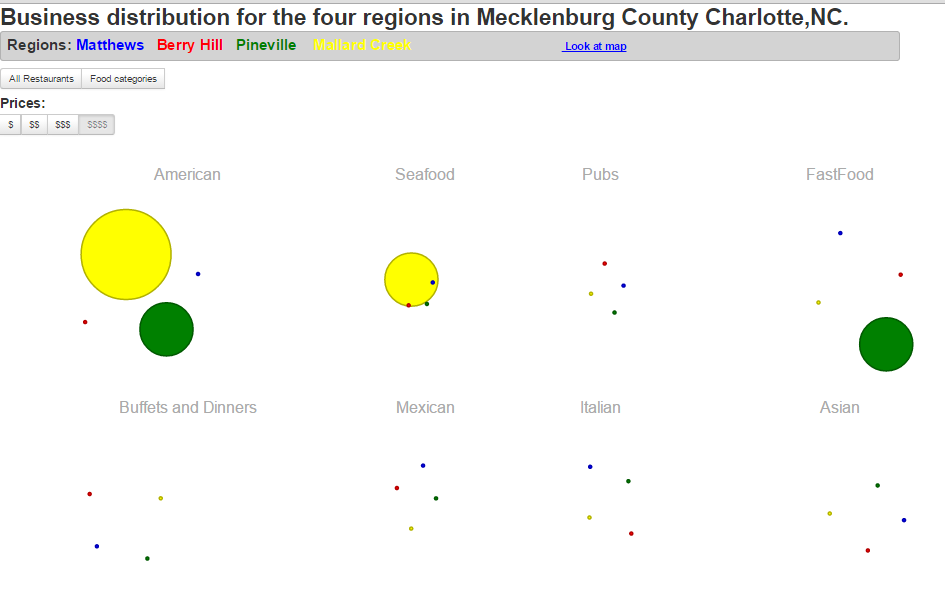 Business distribution for the four regions in Mecklenburg County Charlotte,NC.
Regions: Matthews Berry Hill Pineville Mallard Creek Look at map
All Restaurants Food categories
Prices:
$ $$ $$$ $$$$
American Seafood Pubs FastFood
Buffets and Dinners Mexican Italian Asian